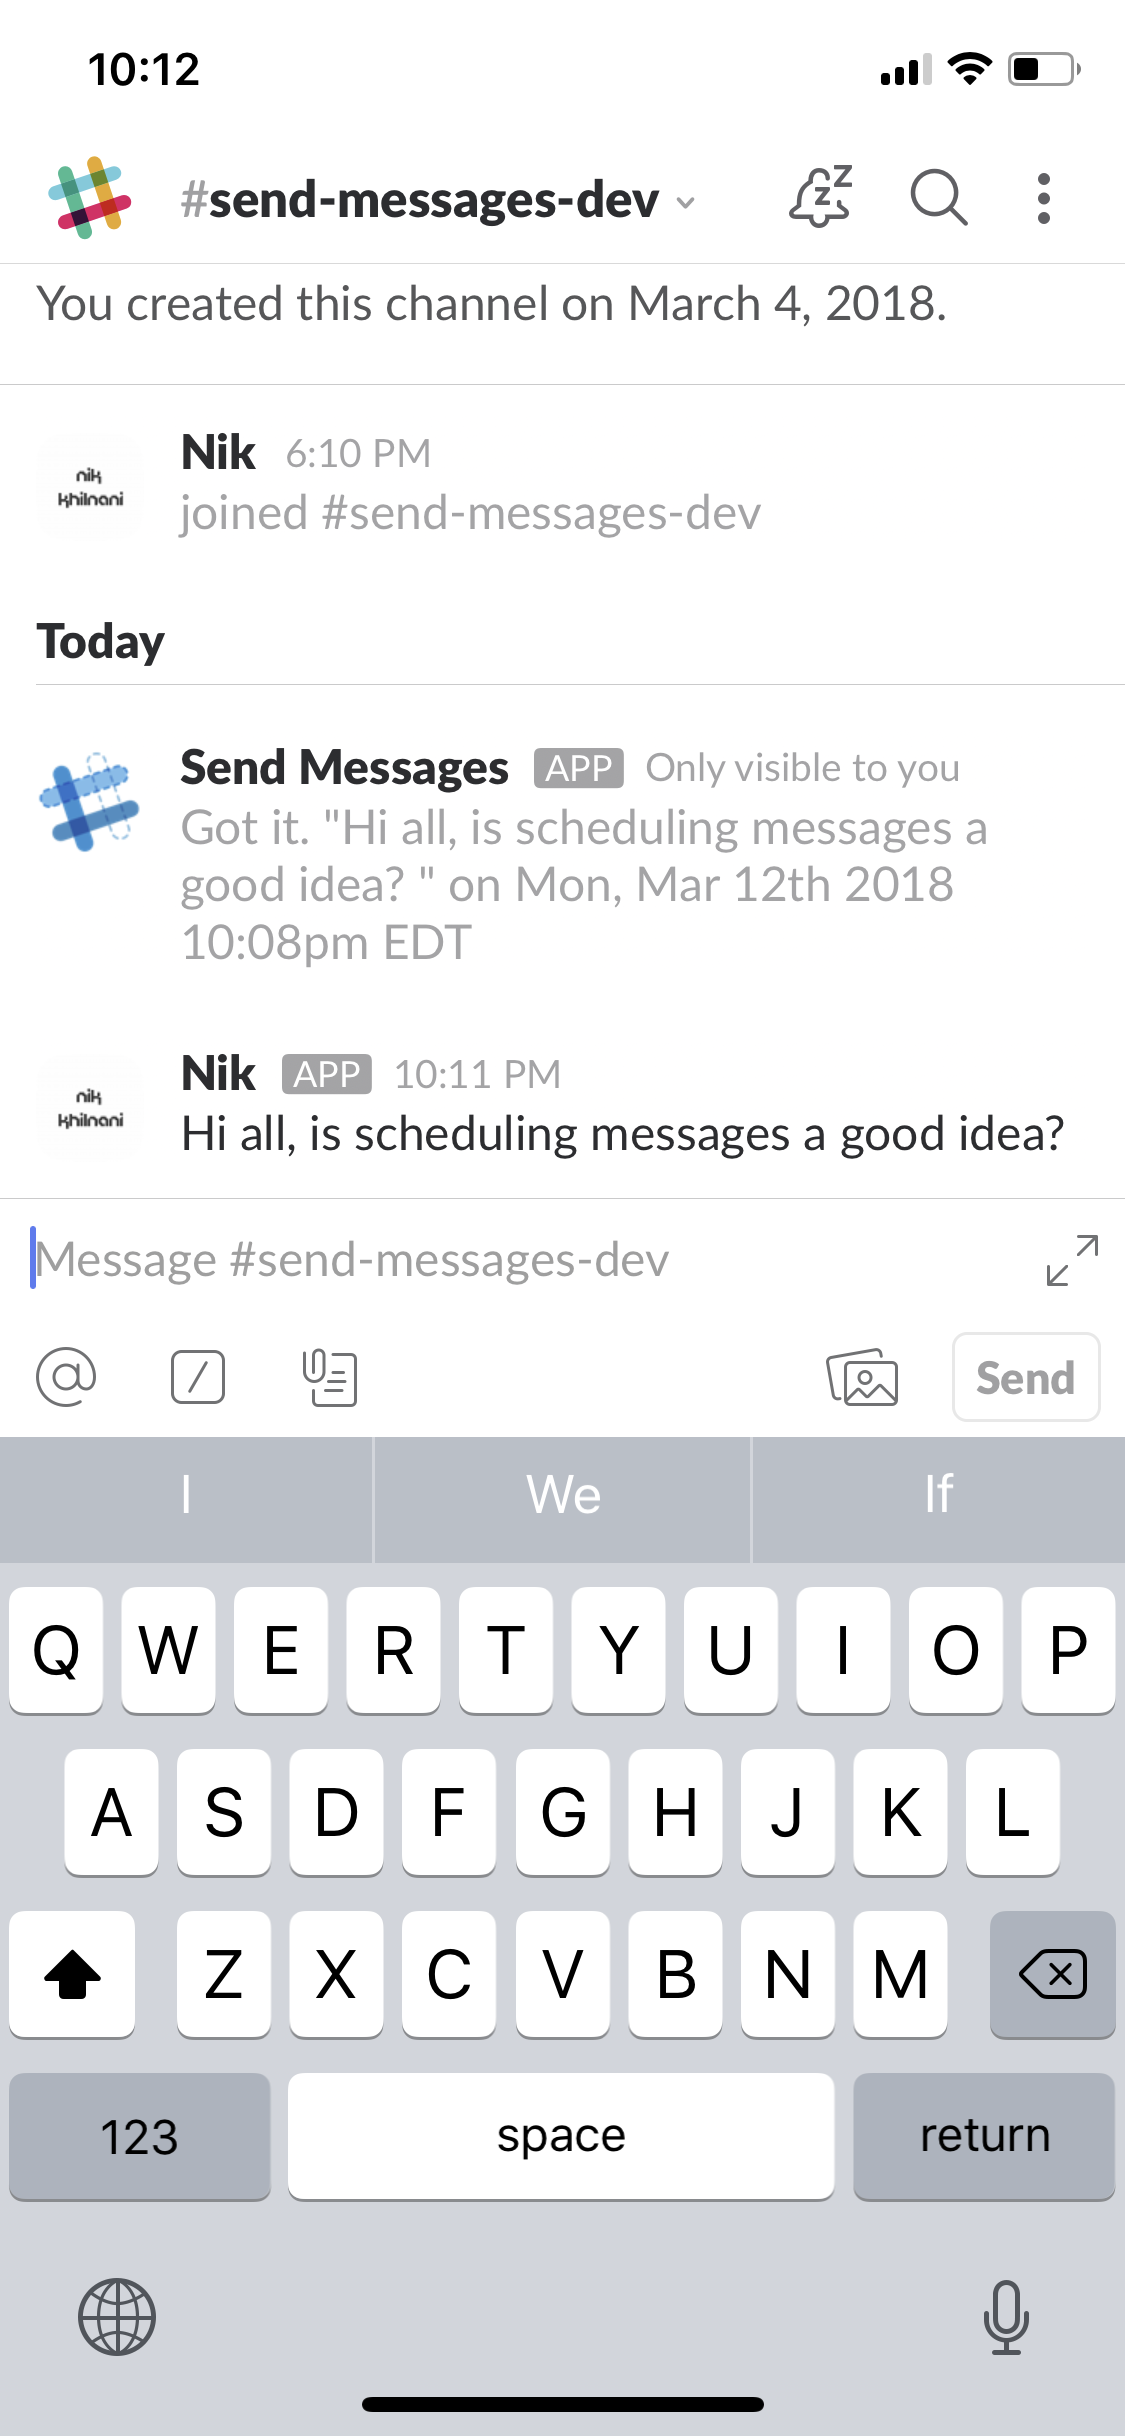 10:12
#send-messages-dev
z z
You created this channel on March 4, 2018.
nik
khilnani
Nik 6:10 PM
joined #send-messages-dev
Today
Send Messages APP Only visible to you
Got it. "Hi all, is scheduling messages a
good idea? " on Mon, Mar 12th 2018
10:08pm EDT
nik
khilnani
Nik APP 10:11 PM
Hi all, is scheduling messages a good idea?
Message #send-messages-dev
@ /
Send
I We If
Q W E R T Y U I O P
A S D F G H J K L
Z X C V B N M
123 space return